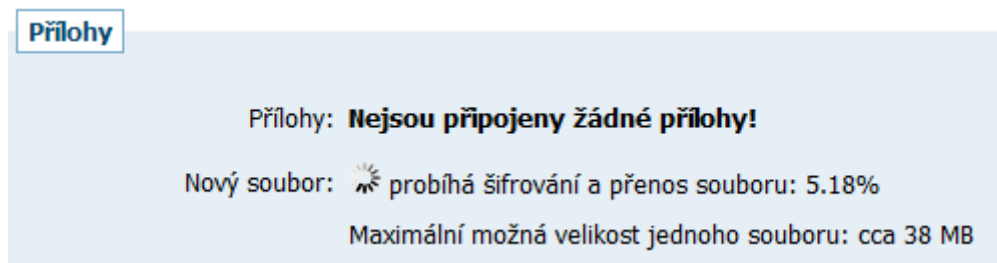 Přílohy
Přílohy: Nejsou připojeny žádné přílohy!
Nový soubor: probíhá šifrování a přenos souboru: 5.18%
Maximální možná velikost jednoho souboru: cca 38 MB